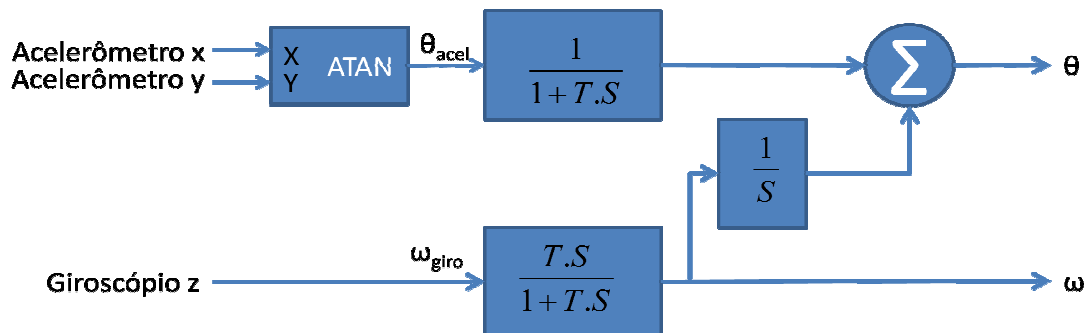 Acelerômetro x
Acelerômetro y
X
Y
ATAN
θacel
1
1 + T.S
Σ
θ
1
S
Giroscópio z
ωgiro
T.S
1 + T.S
ω